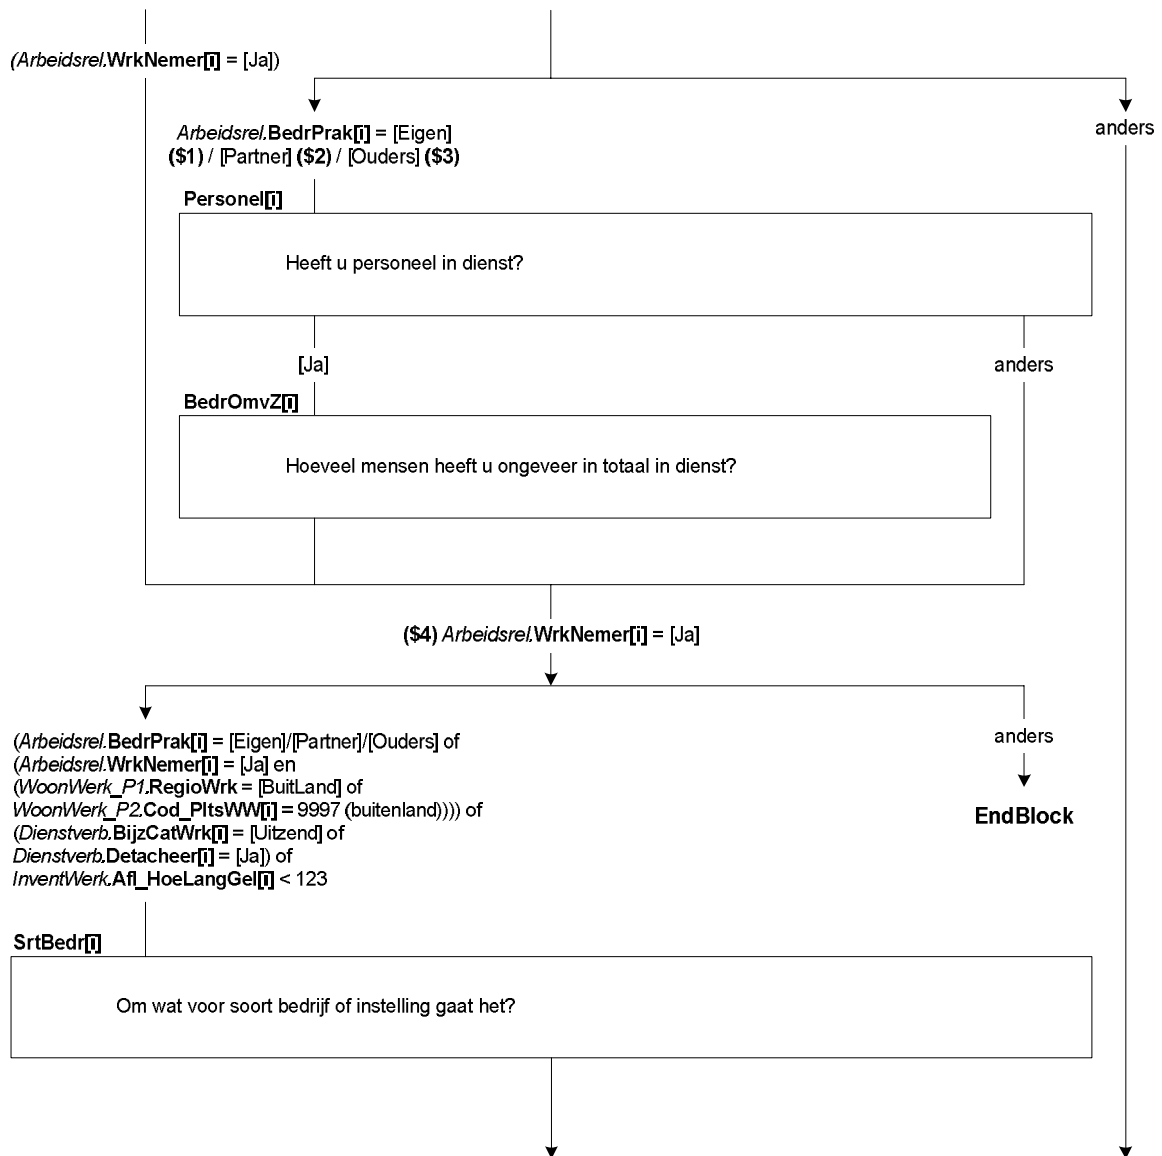 (Arbeidsrel.WrkNemer[i] = [Ja])
anders
Arbeidsrel.BedrPrak[i] = [Eigen]
($1) / [Partner] ($2) / [Ouders] ($3)
Personel[i]
Heeft u personeel in dienst?
[Ja]
anders
BedrOmvZ[i]
Hoeveel mensen heeft u ongeveer in totaal in dienst?
($4) Arbeidsrel.WrkNemer[i] = [Ja]
(Arbeidsrel.BedrPrak[i] = [Eigen]/[Partner]/[Ouders] of
(Arbeidsrel.WrkNemer[i] = [Ja] en
(WoonWerk_P1.RegioWrk = [BuitLand] of
WoonWerk_P2.Cod_PltsWW[i] = 9997 (buitenland)))) of
(Dienstverb.BijzCatWrk[i] = [Uitzend] of
Dienstverb.Detacheer[i] = [Ja]) of
InventWerk.Afl_HoeLangGel[i] < 123
anders
EndBlock
SrtBedr[i]
Om wat voor soort bedrijf of instelling gaat het?